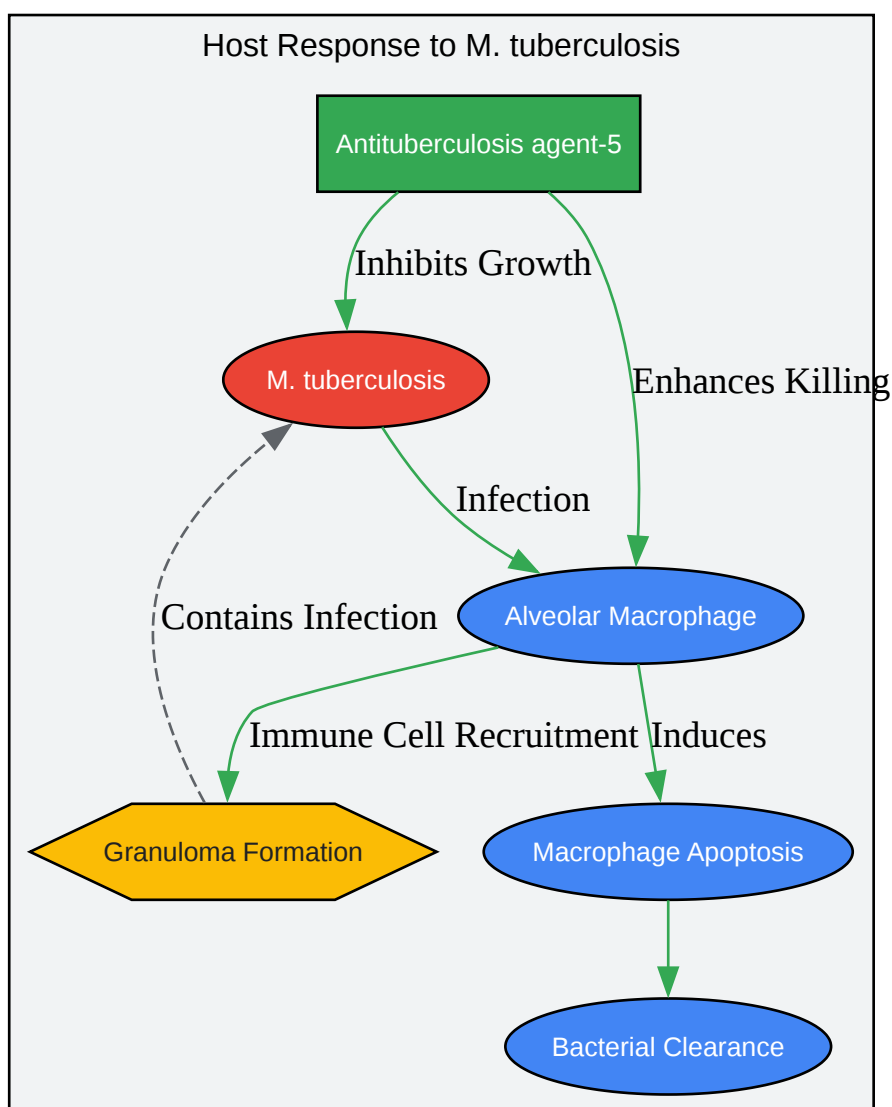 Host Response to M. tuberculosis
Antituberculosis agent-5
Inhibits Growth
M. tuberculosis
Enhances Killing
Infection
Contains Infection
Alveolar Macrophage
Immune Cell Recruitment
Induces
Granuloma Formation
Macrophage Apoptosis
Bacterial Clearance